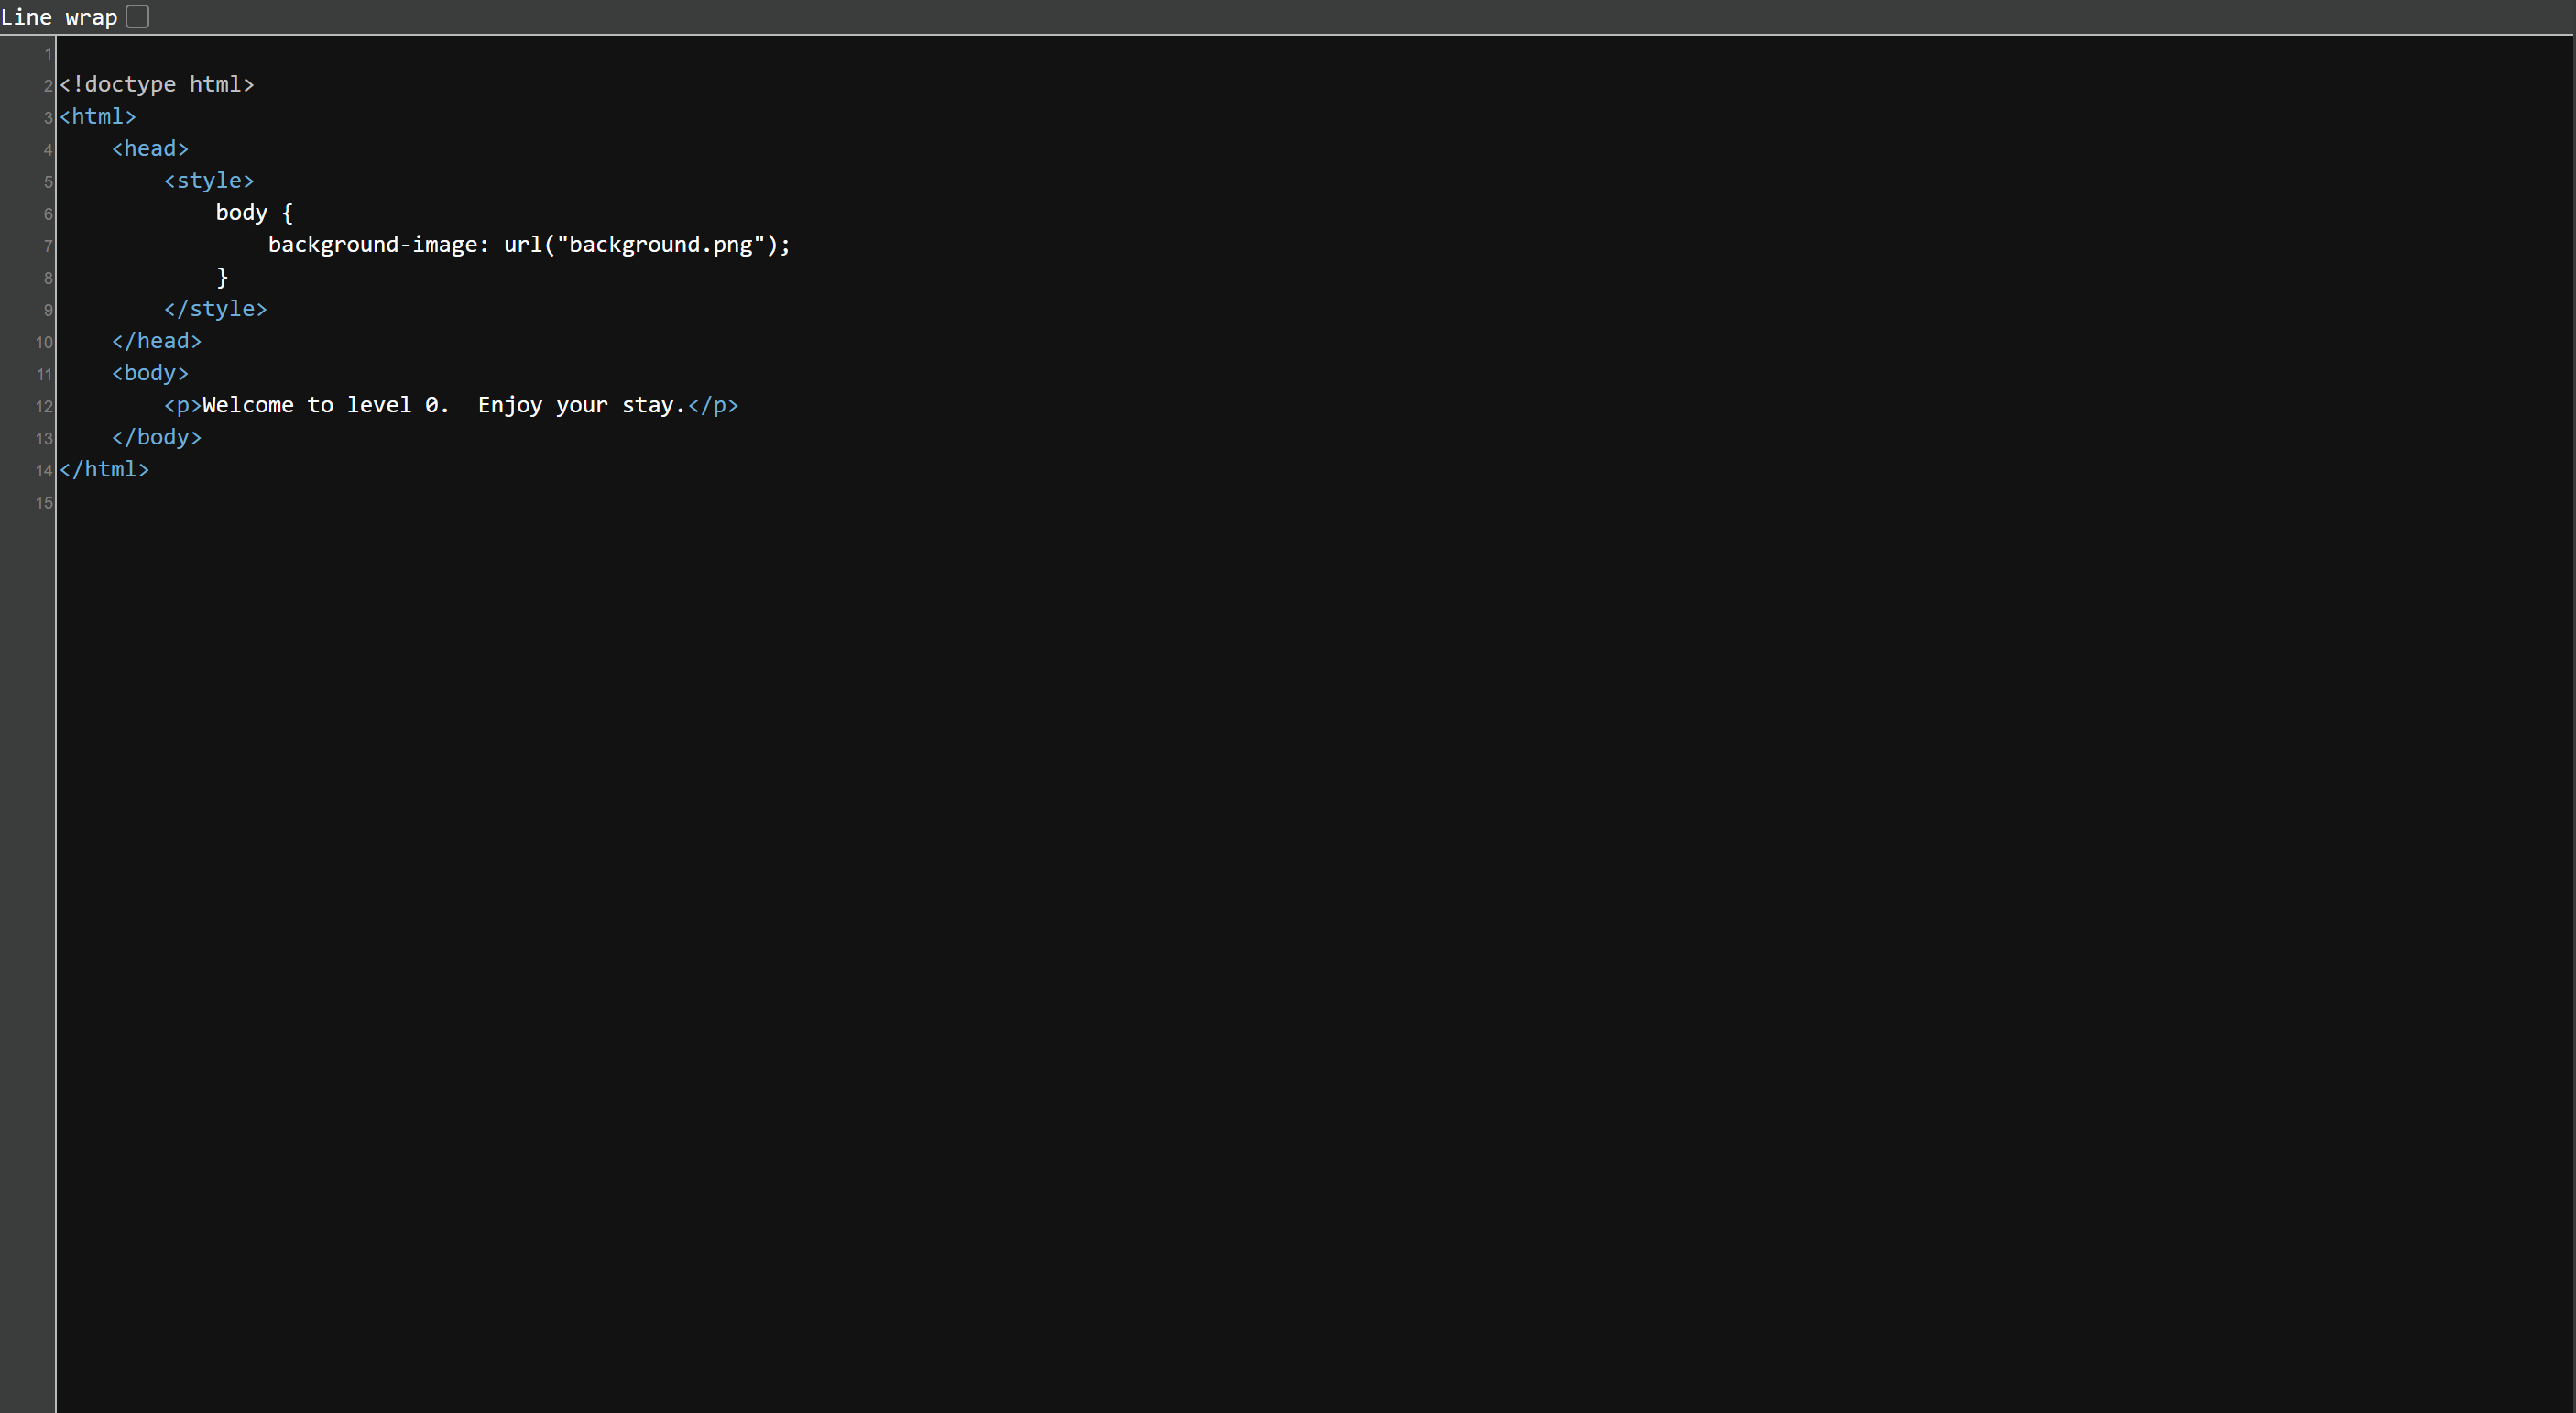 Line wrap
1
2 <!doctype html>
3 <html>
4     <head>
5         <style>
6             body {
7                 background-image: url("background.png");
8             }
9         </style>
10     </head>
11     <body>
12         <p>Welcome to level 0.  Enjoy your stay.</p>
13     </body>
14 </html>
15